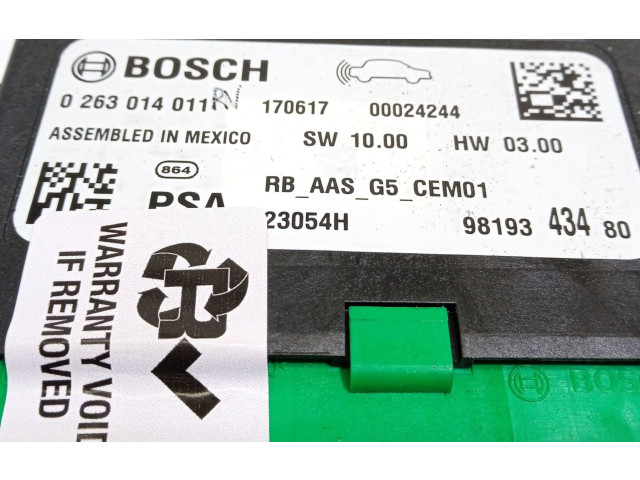 BOSCH
0 263 014 011 170617 00024244
ASSEMBLED IN MEXICO SW 10.00 HW 03.00
864 RB_AAS_G5_CEM01
PSA 23054H 98193 434 80
WARRANTY VOID
IF REMOVED
BOSC